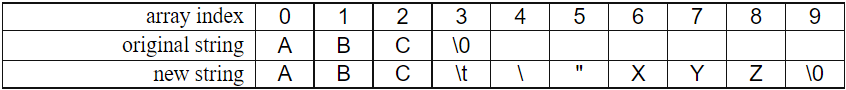 array index 0 1 2 3 4 5 6 7 8 9
original string A B C \0
new string A B C \t \ " X Y Z \0